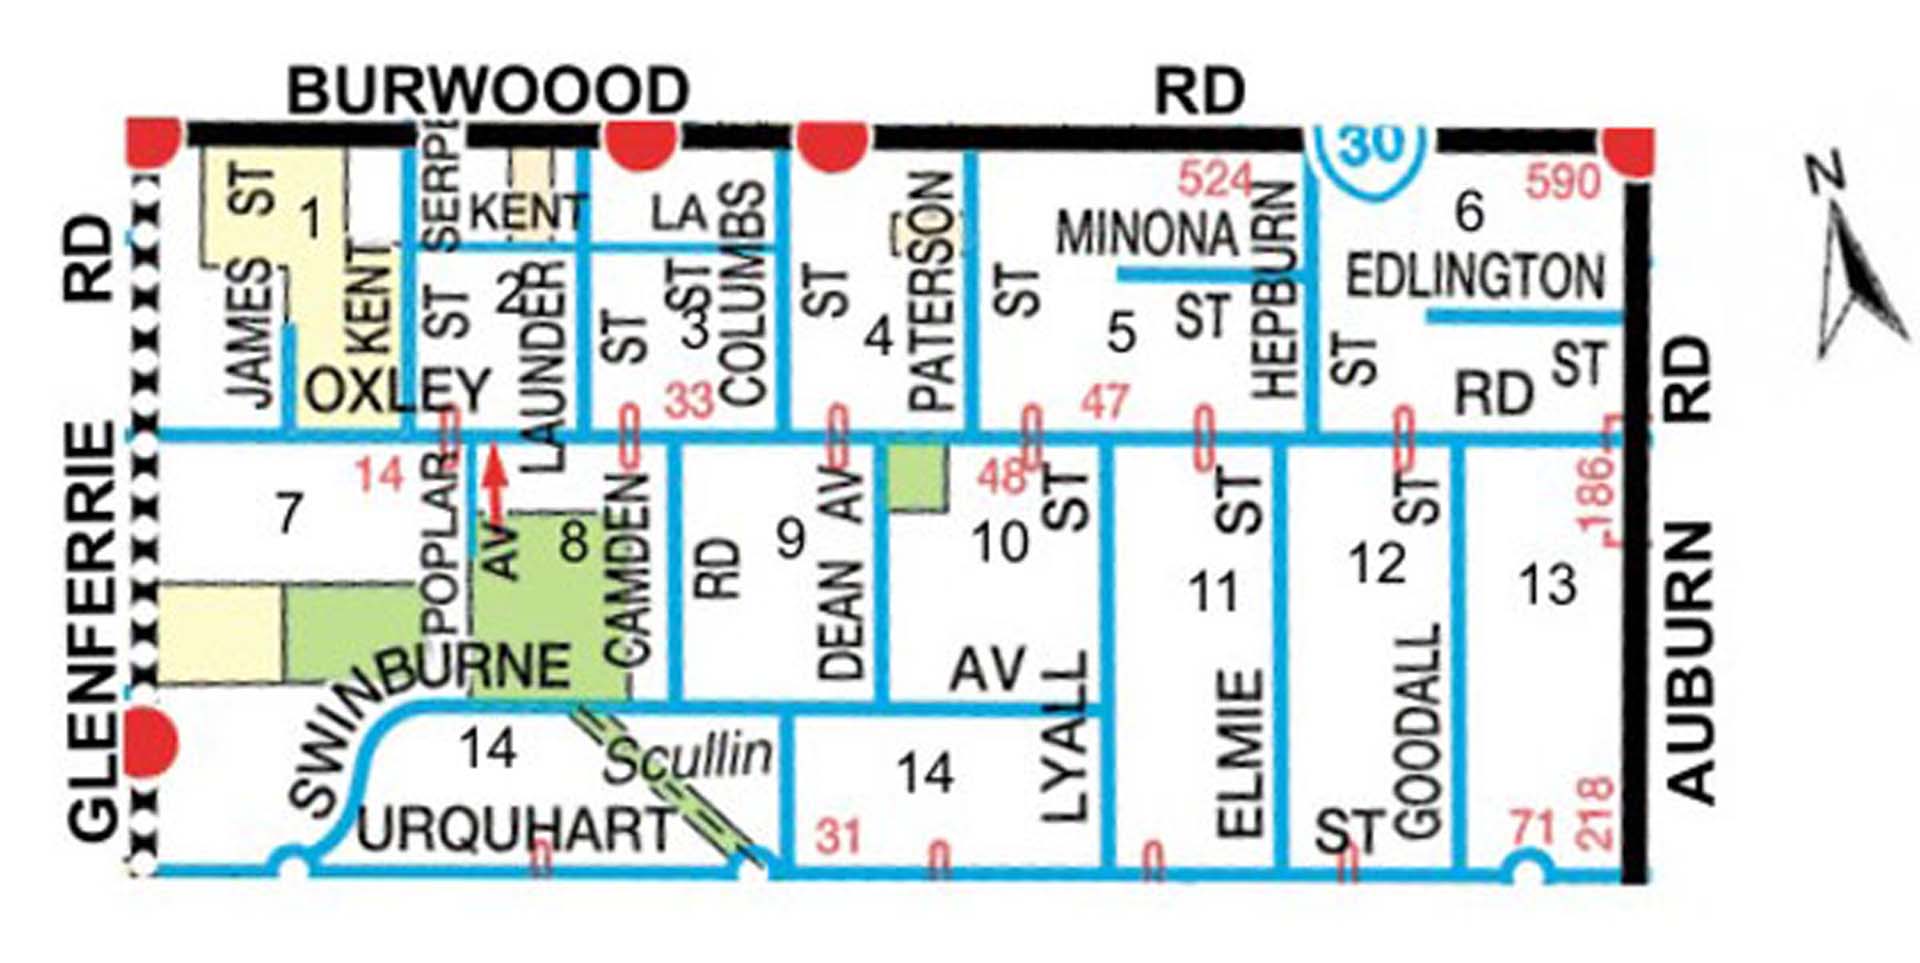 BURWOOOD RD
N
30
GLENFERRIE RD
AUBURN RD
JAMES ST
1
KENT
SERPE
ST
KENT
LA
2
LAUNDER
ST
3
ST
COLUMBS
33
ST
4
PATERSON
ST
524
MINONA
ST
5
47
HEPBURN
ST
590
6
EDLINGTON
ST
OXLEY RD
14
7
POPLAR AV
8
CAMDEN RD
9
DEAN AV
48
10
LYALL ST
11
ELMIE ST
12
GOODALL ST
13
186
SWINBURNE AV
14
Scullin
14
URQUHART ST
31
71
218